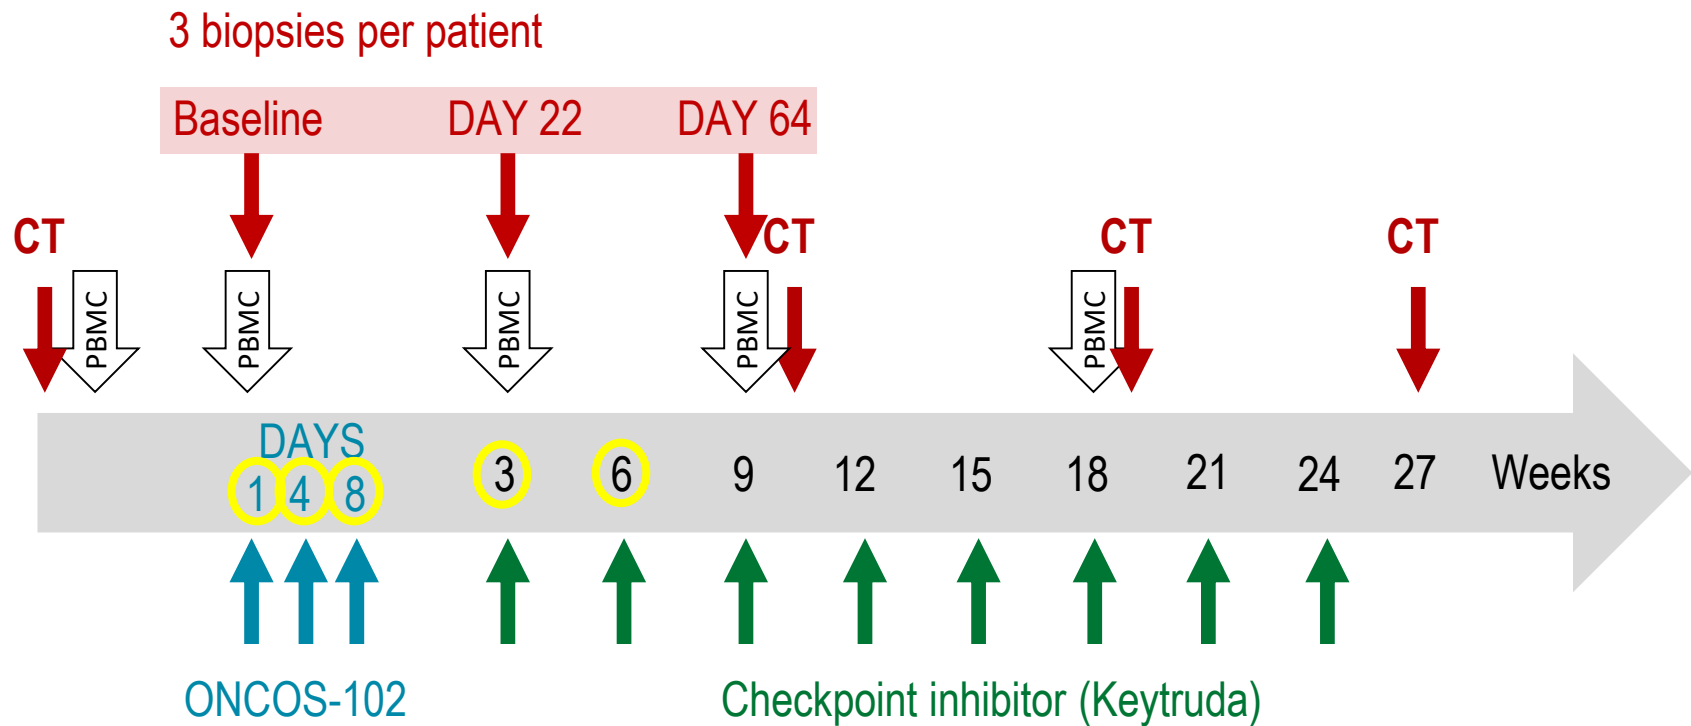 3 biopsies per patient
Baseline DAY 22 DAY 64
CT CT CT CT
PBMC PBMC PBMC PBMC PBMC
DAYS
1 4 8 3 6 9 12 15 18 21 24 27 Weeks
ONCOS-102 Checkpoint inhibitor (Keytruda)